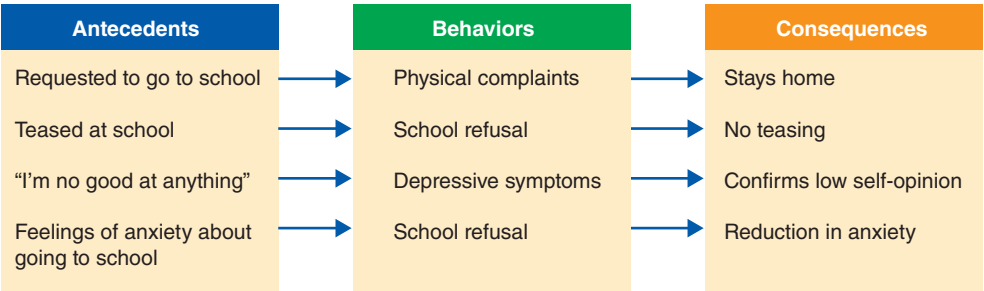 Antecedents Behaviors Consequences
Requested to go to school Physical complaints Stays home
Teased at school School refusal No teasing
“I’m no good at anything” Depressive symptoms Confirms low self-opinion
Feelings of anxiety about School refusal Reduction in anxiety
going to school